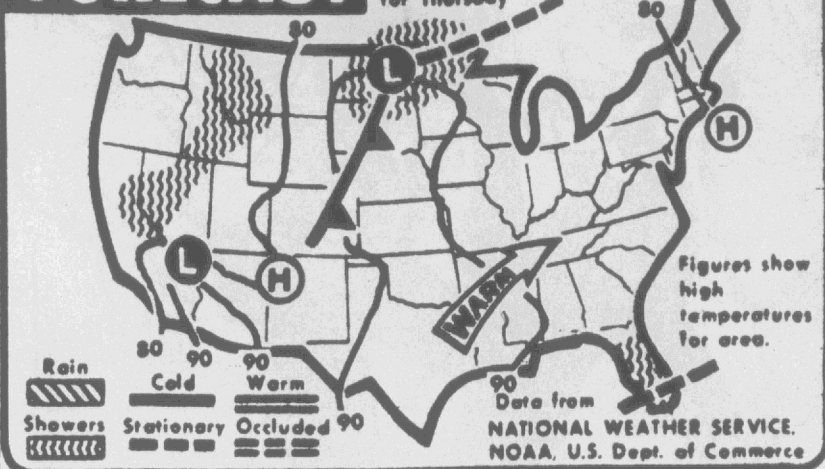 for Thursday
80
80
L
H
L
H
WARM
Figures show
high
temperatures
for area.
80
90
90
90
90
Rain
Cold
Warm
Showers
Stationary
Occluded
Data from
NATIONAL WEATHER SERVICE,
NOAA, U.S. Dept. of Commerce